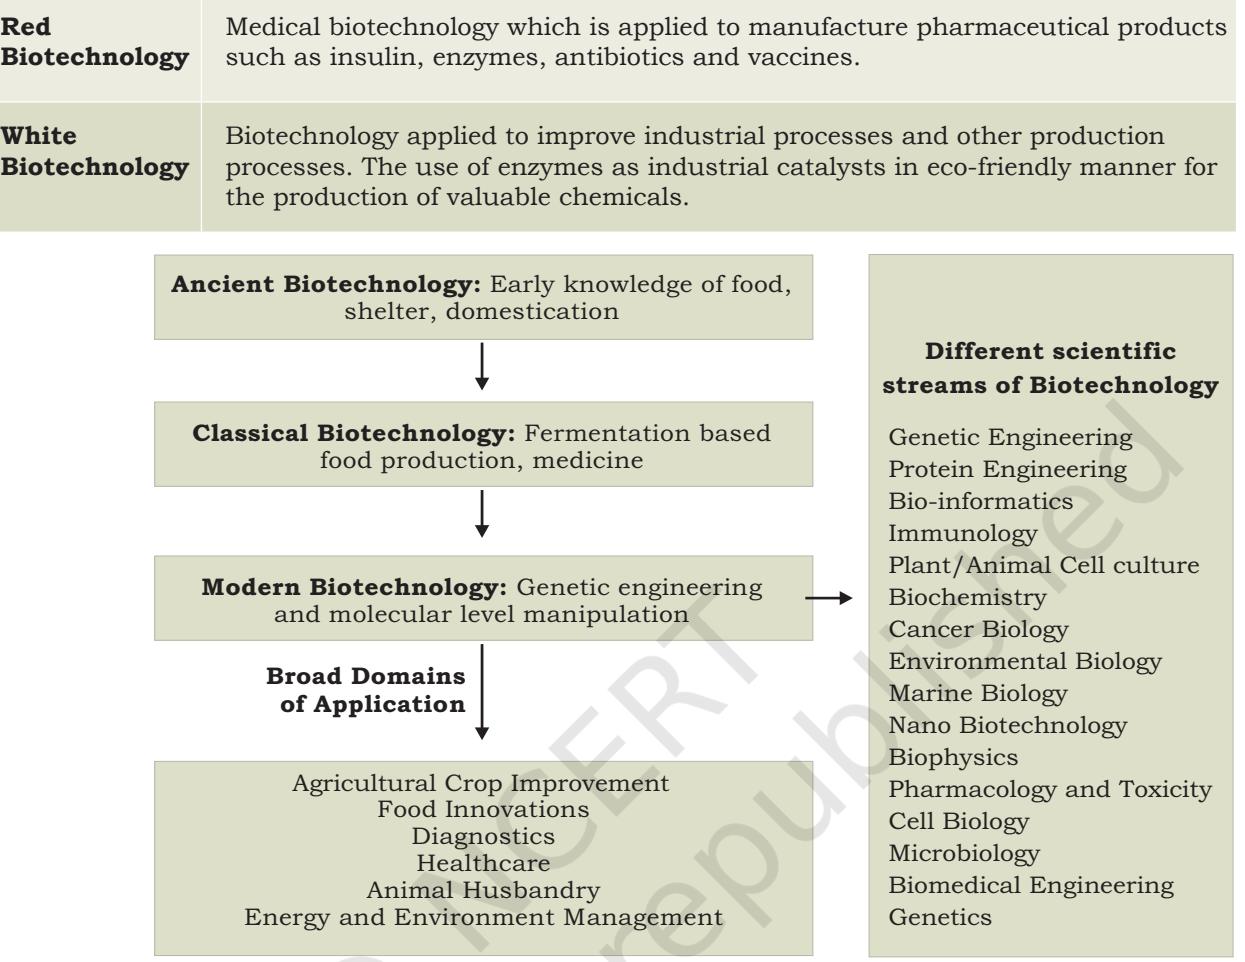 Red
Biotechnology
Medical biotechnology which is applied to manufacture pharmaceutical products
such as insulin, enzymes, antibiotics and vaccines.
White
Biotechnology
Biotechnology applied to improve industrial processes and other production
processes. The use of enzymes as industrial catalysts in eco-friendly manner for
the production of valuable chemicals.
Ancient Biotechnology: Early knowledge of food,
shelter, domestication
Classical Biotechnology: Fermentation based
food production, medicine
Modern Biotechnology: Genetic engineering
and molecular level manipulation
Broad Domains
of Application
Agricultural Crop Improvement
Food Innovations
Diagnostics
Healthcare
Animal Husbandry
Energy and Environment Management
Different scientific
streams of Biotechnology
Genetic Engineering
Protein Engineering
Bio-informatics
Immunology
Plant/Animal Cell culture
Biochemistry
Cancer Biology
Environmental Biology
Marine Biology
Nano Biotechnology
Biophysics
Pharmacology and Toxicity
Cell Biology
Microbiology
Biomedical Engineering
Genetics
NCERT
republished